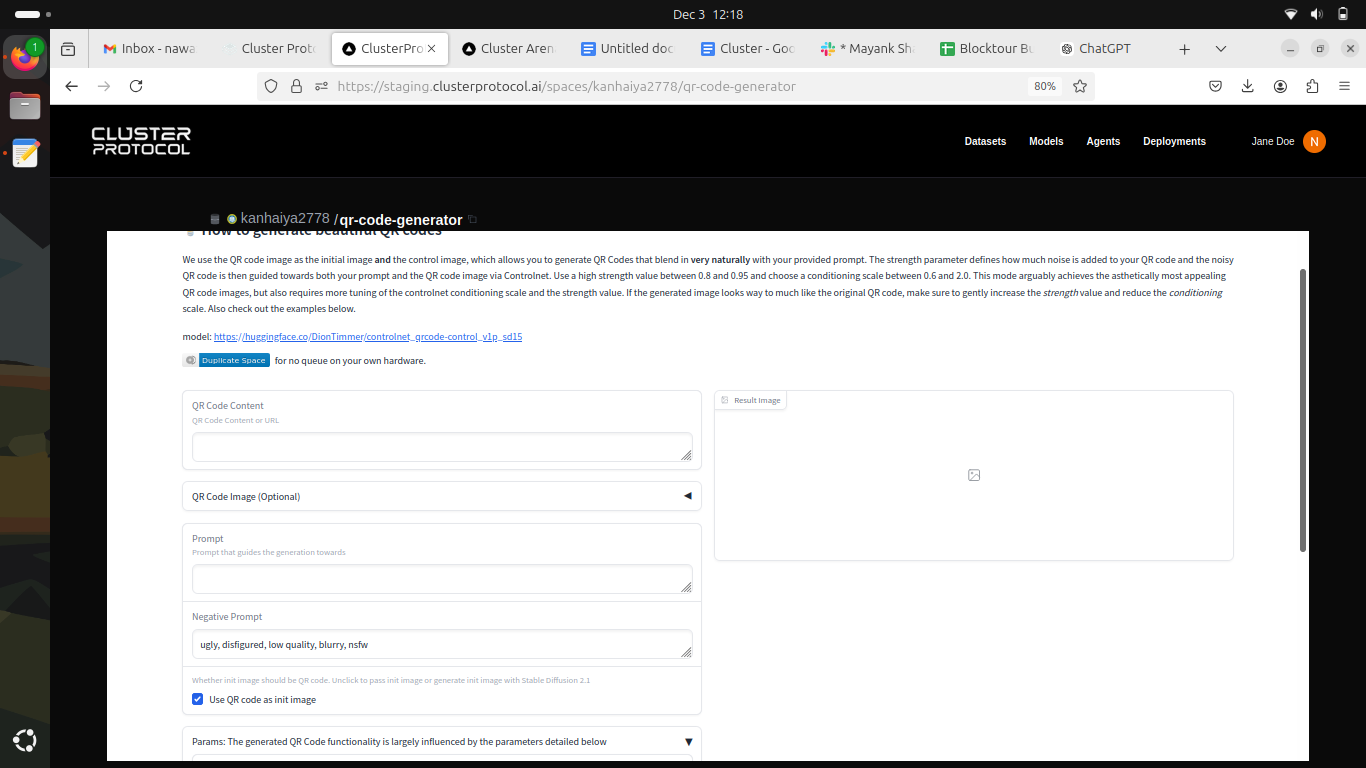 Dec 3 12:18
1
Inbox - nawa
Cluster Proto
ClusterPro
Cluster Aren
Untitled doc
Cluster - Goo
* Mayank Sh
Blocktour Bu
ChatGPT
https://staging.clusterprotocol.ai/spaces/kanhaiya2778/qr-code-generator
80%
CLUSTER
PROTOCOL
Datasets
Models
Agents
Deployments
Jane Doe
N
kanhaiya2778 /qr-code-generator
How to generate beautiful QR codes
We use the QR code image as the initial image and the control image, which allows you to generate QR Codes that blend in very naturally with your provided prompt. The strength parameter defines how much noise is added to your QR code and the noisy
QR code is then guided towards both your prompt and the QR code image via Controlnet. Use a high strength value between 0.8 and 0.95 and choose a conditioning scale between 0.6 and 2.0. This mode arguably achieves the asthetically most appealing
QR code images, but also requires more tuning of the controlnet conditioning scale and the strength value. If the generated image looks way to much like the original QR code, make sure to gently increase the strength value and reduce the conditioning
scale. Also check out the examples below.
model: https://huggingface.co/DionTimmer/controlnet_qrcode-control_v1p_sd15
Duplicate Space for no queue on your own hardware.
QR Code Content
QR Code Content or URL
QR Code Image (Optional)
Prompt
Prompt that guides the generation towards
Negative Prompt
ugly, disfigured, low quality, blurry, nsfw
Whether init image should be QR code. Unclick to pass init image or generate init image with Stable Diffusion 2.1
Use QR code as init image
Params: The generated QR Code functionality is largely influenced by the parameters detailed below
Result Image